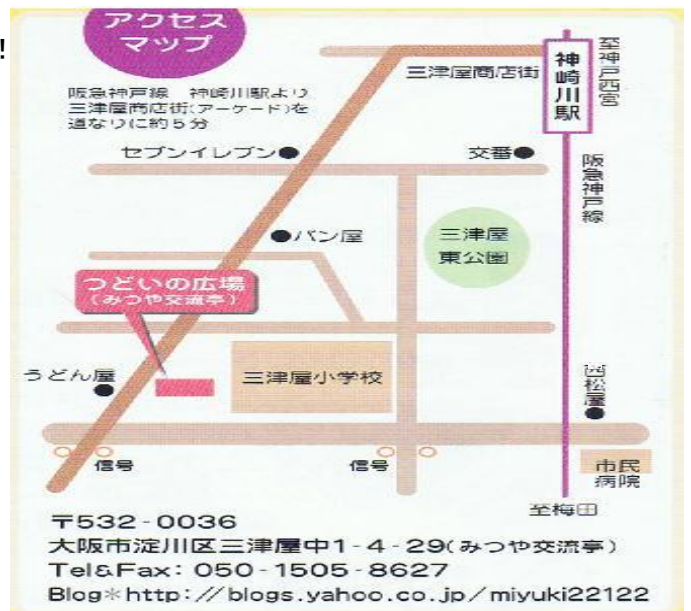 !
アクセス
マップ
阪急神戸線 神崎川駅より
三津屋商店街(アーケード)を
道なりに約5分
三津屋商店街
神崎川駅
至神戸西宮
阪急神戸線
セブンイレブン●
交番●
●パン屋
三津屋
東公園
つどいの広場
(みつや交流亭)
うどん屋
三津屋小学校
西松屋
信号
信号
市民
病院
至梅田
〒532-0036
大阪市淀川区三津屋中1-4-29(みつや交流亭)
Tel&Fax: 050-1505-8627
Blog*http://blogs.yahoo.co.jp/miyuki22122